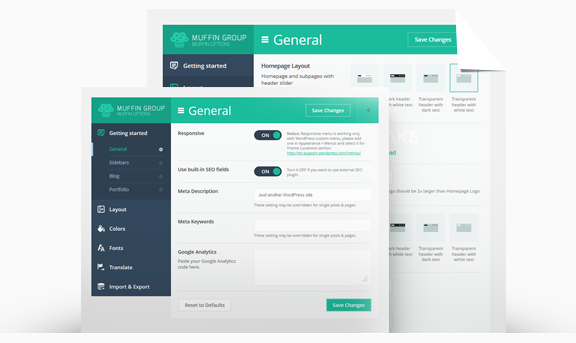 MUFFIN GROUP
MUFFIN OPTIONS
General
Save Changes
Getting started
Homepage Layout
Homepage and subpages with
header slider
header
with text
Transparent
header with
dark text
Transparent
header with
white text
should be 2x larger than Homepage Logo
header
with text
Transparent
header with
dark text
Transparent
header with
white text
MUFFIN GROUP
MUFFIN OPTIONS
General
Save Changes
Getting started
General
Sidebars
Blog
Portfolio
Layout
Colors
Fonts
Translate
Import & Export
Responsive
ON
Notice: Responsive menu is working only
with WordPress custom menu, please add
one in Appearance > Menus and select it for
Theme Locations section.
Use built-in SEO fields
ON
Turn it OFF if you want to use external SEO
plugin.
Meta Description
Just another WordPress site
These setting may be overridden for single posts & pages.
Meta Keywords
These setting may be overridden for single posts & pages.
Google Analytics
Paste your Google Analytics
code here.
Reset to Defaults
Save Changes